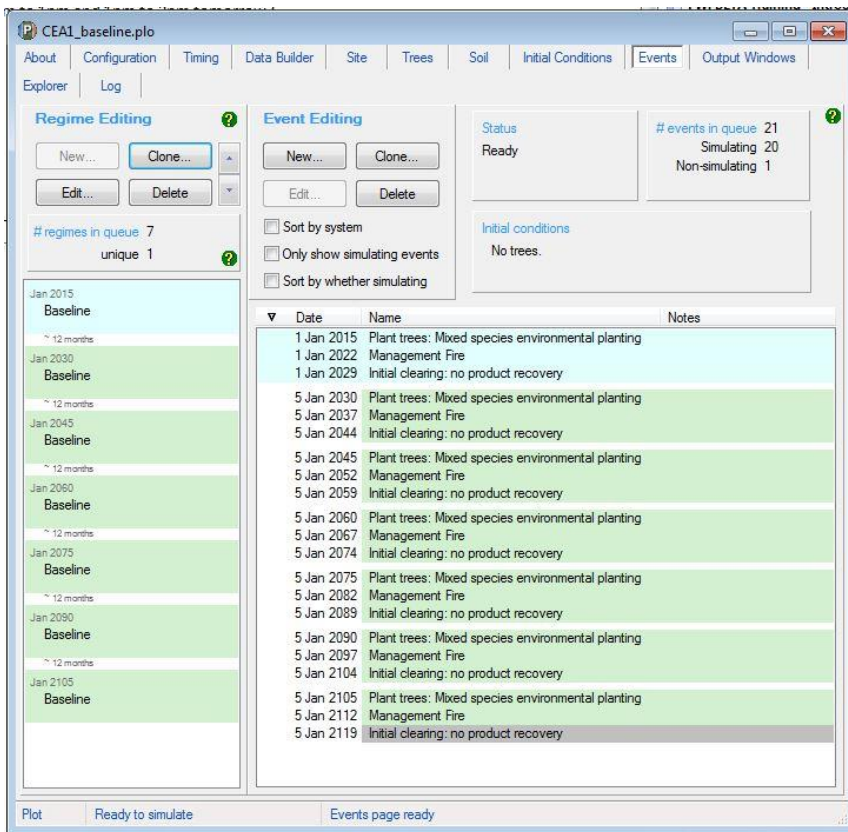 CEA1_baseline.plo
About Configuration Timing Data Builder Site Trees Soil Initial Conditions Events Output Windows
Explorer Log
Regime Editing
New... Clone...
Edit... Delete
# regimes in queue 7
unique 1
Jan 2015
Baseline
~ 12 months
Jan 2030
Baseline
~ 12 months
Jan 2045
Baseline
~ 12 months
Jan 2060
Baseline
~ 12 months
Jan 2075
Baseline
~ 12 months
Jan 2090
Baseline
~ 12 months
Jan 2105
Baseline
Event Editing
New... Clone...
Edit... Delete
Sort by system
Only show simulating events
Sort by whether simulating
Status
Ready
# events in queue 21
Simulating 20
Non-simulating 1
Initial conditions
No trees.
Date Name Notes
1 Jan 2015 Plant trees: Mixed species environmental planting
1 Jan 2022 Management Fire
1 Jan 2029 Initial clearing: no product recovery
5 Jan 2030 Plant trees: Mixed species environmental planting
5 Jan 2037 Management Fire
5 Jan 2044 Initial clearing: no product recovery
5 Jan 2045 Plant trees: Mixed species environmental planting
5 Jan 2052 Management Fire
5 Jan 2059 Initial clearing: no product recovery
5 Jan 2060 Plant trees: Mixed species environmental planting
5 Jan 2067 Management Fire
5 Jan 2074 Initial clearing: no product recovery
5 Jan 2075 Plant trees: Mixed species environmental planting
5 Jan 2082 Management Fire
5 Jan 2089 Initial clearing: no product recovery
5 Jan 2090 Plant trees: Mixed species environmental planting
5 Jan 2097 Management Fire
5 Jan 2104 Initial clearing: no product recovery
5 Jan 2105 Plant trees: Mixed species environmental planting
5 Jan 2112 Management Fire
5 Jan 2119 Initial clearing: no product recovery
Plot Ready to simulate Events page ready